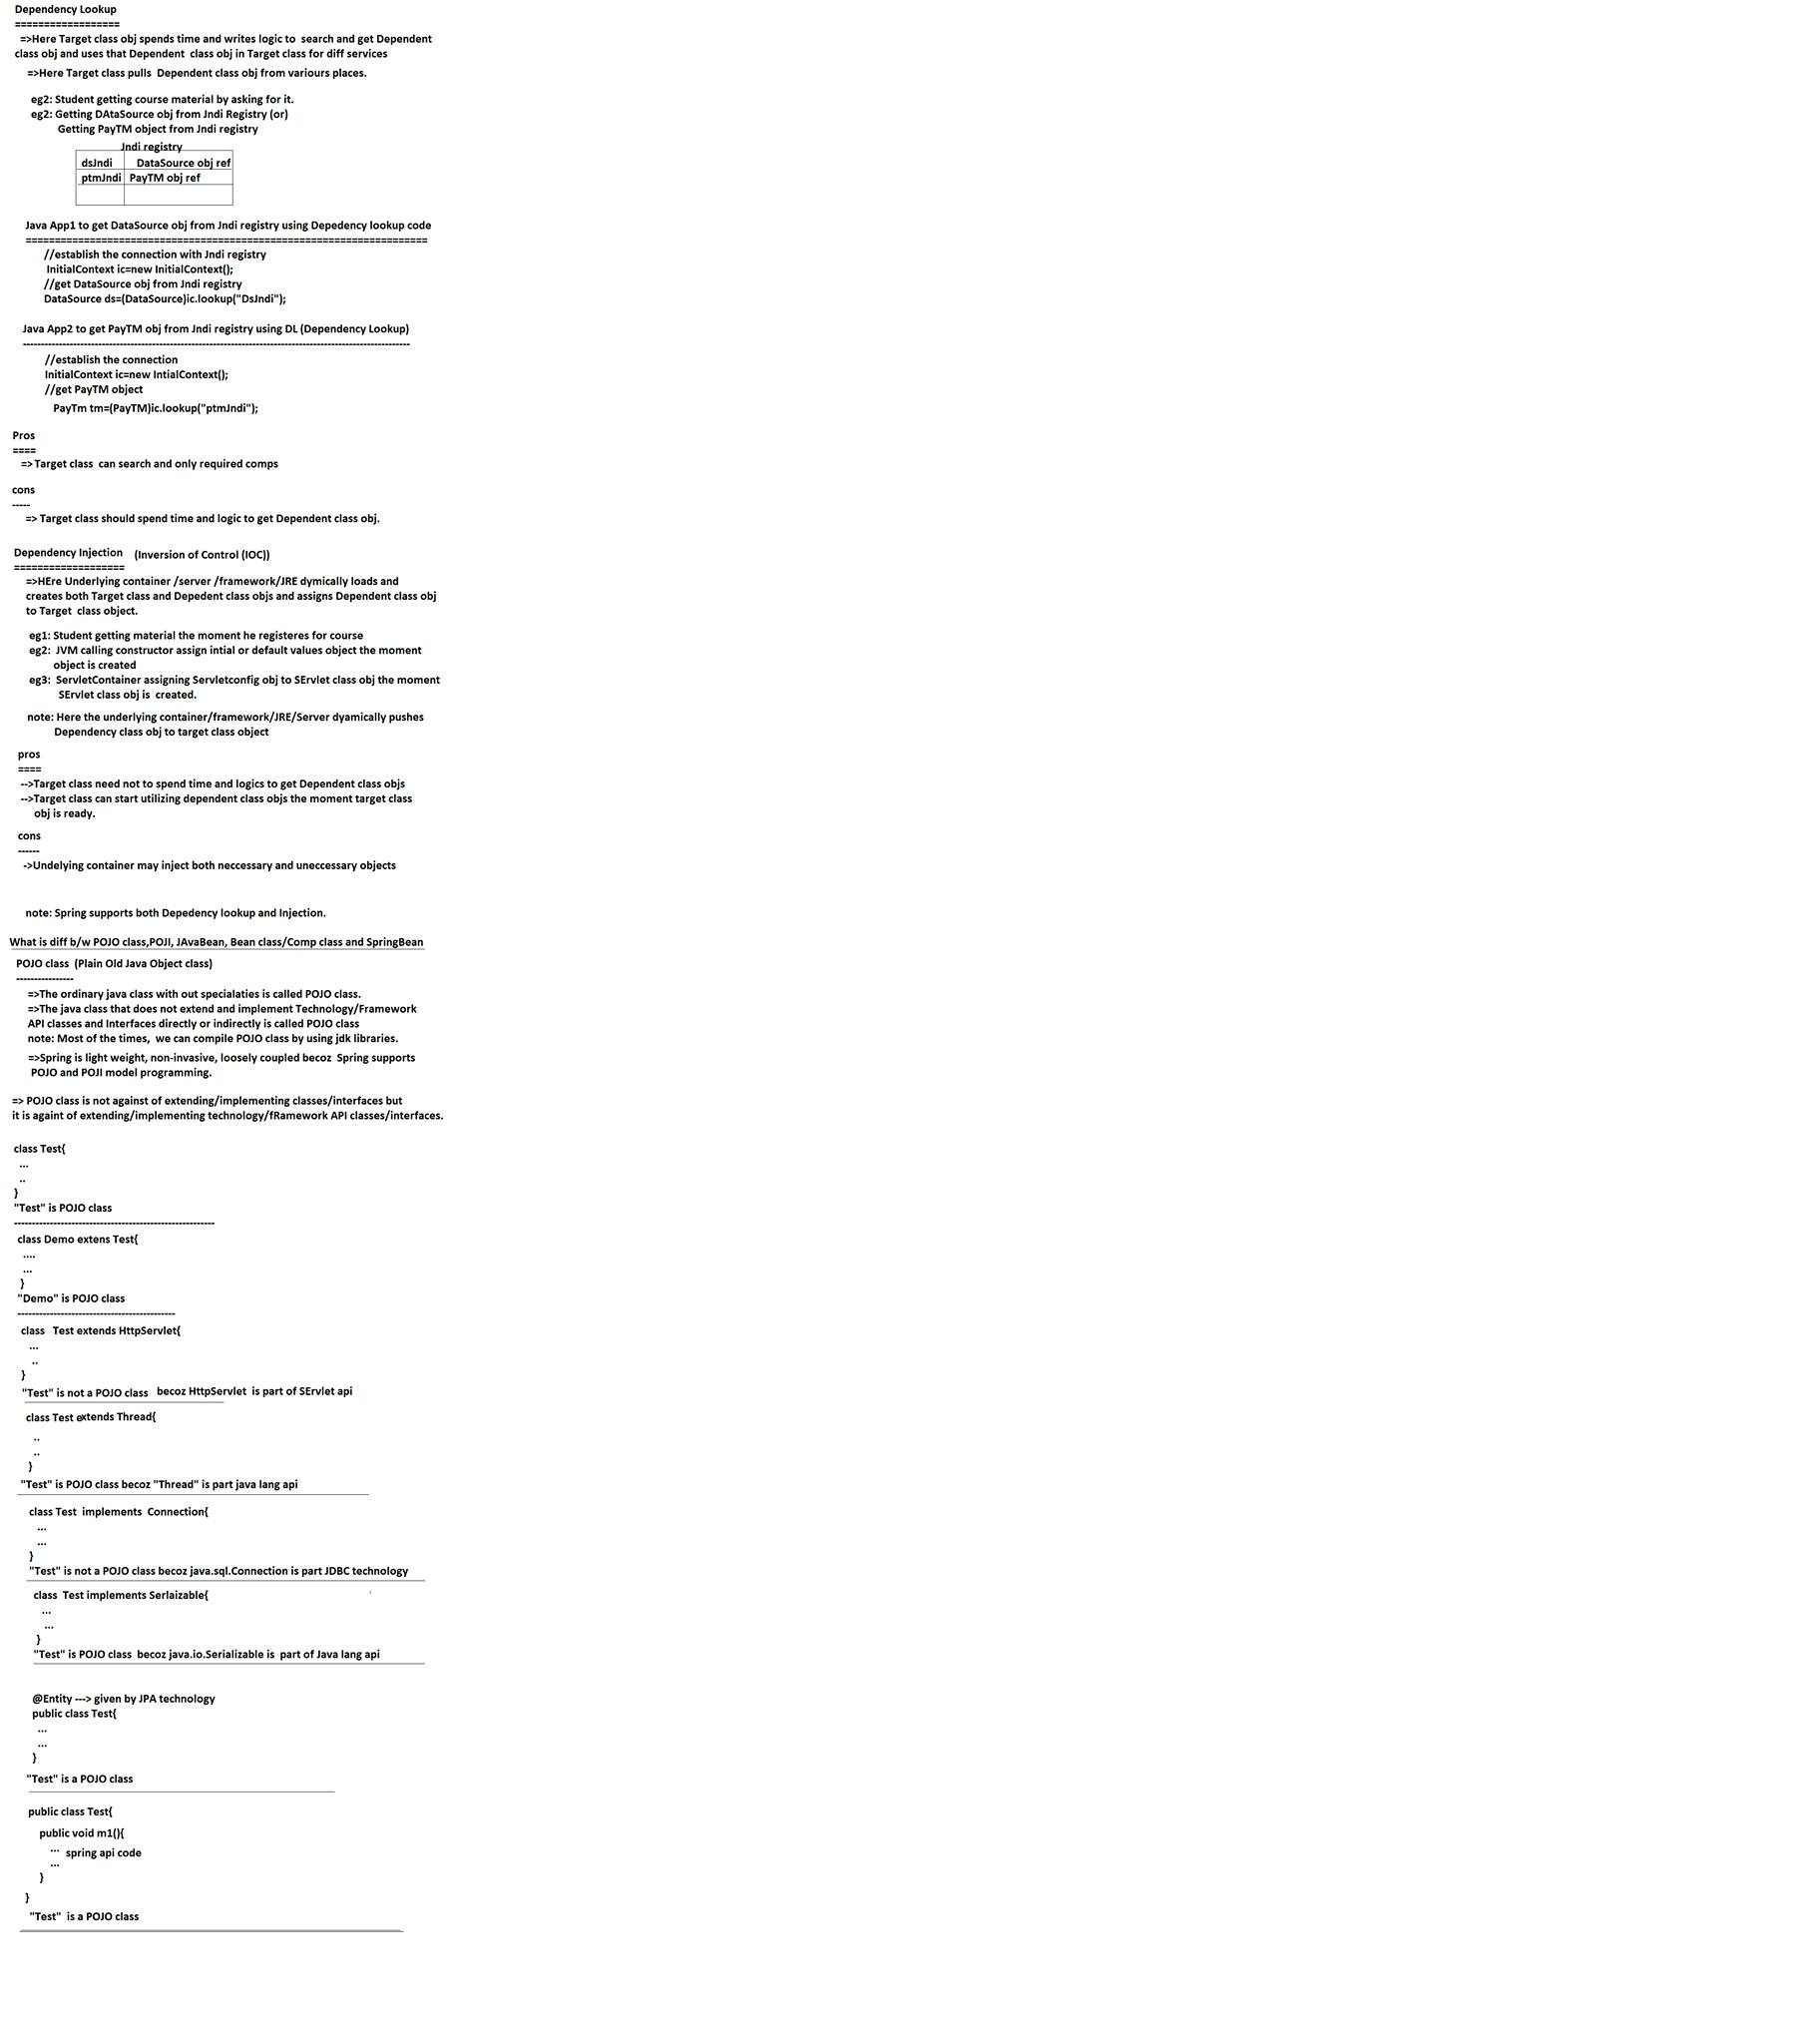 Dependency Lookup
==================
=>Here Target class obj spends time and writes logic to search and get Dependent
class obj and uses that Dependent class obj in Target class for diff services
=>Here Target class pulls Dependent class obj from variours places.
eg2: Student getting course material by asking for it.
eg2: Getting DAtaSource obj from Jndi Registry (or)
Getting PayTM object from Jndi registry
Jndi registry
dsJndi DataSource obj ref
ptmJndi PayTM obj ref
Java App1 to get DataSource obj from Jndi registry using Depedency lookup code
=====================================================================
//establish the connection with Jndi registry
InitialContext ic=new InitialContext();
//get DataSource obj from Jndi registry
DataSource ds=(DataSource)ic.lookup("DsJndi");
Java App2 to get PayTM obj from Jndi registry using DL (Dependency Lookup)
------------------------------------------------------------------------------------------------------------
//establish the connection
InitialContext ic=new IntialContext();
//get PayTM object
PayTm tm=(PayTM)ic.lookup("ptmJndi");
Pros
====
=> Target class can search and only required comps
cons
-----
=> Target class should spend time and logic to get Dependent class obj.
Dependency Injection (Inversion of Control (IOC))
===================
=>HEre Underlying container /server /framework/JRE dymically loads and
creates both Target class and Depedent class objs and assigns Dependent class obj
to Target class object.
eg1: Student getting material the moment he registeres for course
eg2: JVM calling constructor assign intial or default values object the moment
object is created
eg3: ServletContainer assigning Servletconfig obj to SErvlet class obj the moment
SErvlet class obj is created.
note: Here the underlying container/framework/JRE/Server dyamically pushes
Dependency class obj to target class object
pros
====
-->Target class need not to spend time and logics to get Dependent class objs
-->Target class can start utilizing dependent class objs the moment target class
obj is ready.
cons
------
->Undelying container may inject both neccessary and uneccessary objects
note: Spring supports both Depedency lookup and Injection.
What is diff b/w POJO class,POJI, JAvaBean, Bean class/Comp class and SpringBean
POJO class (Plain Old Java Object class)
----------------
=>The ordinary java class with out specialaties is called POJO class.
=>The java class that does not extend and implement Technology/Framework
API classes and Interfaces directly or indirectly is called POJO class
note: Most of the times, we can compile POJO class by using jdk libraries.
=>Spring is light weight, non-invasive, loosely coupled becoz Spring supports
POJO and POJI model programming.
=> POJO class is not against of extending/implementing classes/interfaces but
it is againt of extending/implementing technology/fRamework API classes/interfaces.
class Test{
...
..
}
"Test" is POJO class
--------------------------------------------------------
class Demo extens Test{
....
...
}
"Demo" is POJO class
--------------------------------------------
class Test extends HttpServlet{
...
..
}
"Test" is not a POJO class becoz HttpServlet is part of SErvlet api
class Test extends Thread{
..
..
}
"Test" is POJO class becoz "Thread" is part java lang api
class Test implements Connection{
...
...
}
"Test" is not a POJO class becoz java.sql.Connection is part JDBC technology
class Test implements Serlaizable{
...
...
}
"Test" is POJO class becoz java.io.Serializable is part of Java lang api
@Entity ---> given by JPA technology
public class Test{
...
...
}
"Test" is a POJO class
public class Test{
public void m1(){
... spring api code
...
}
}
"Test" is a POJO class